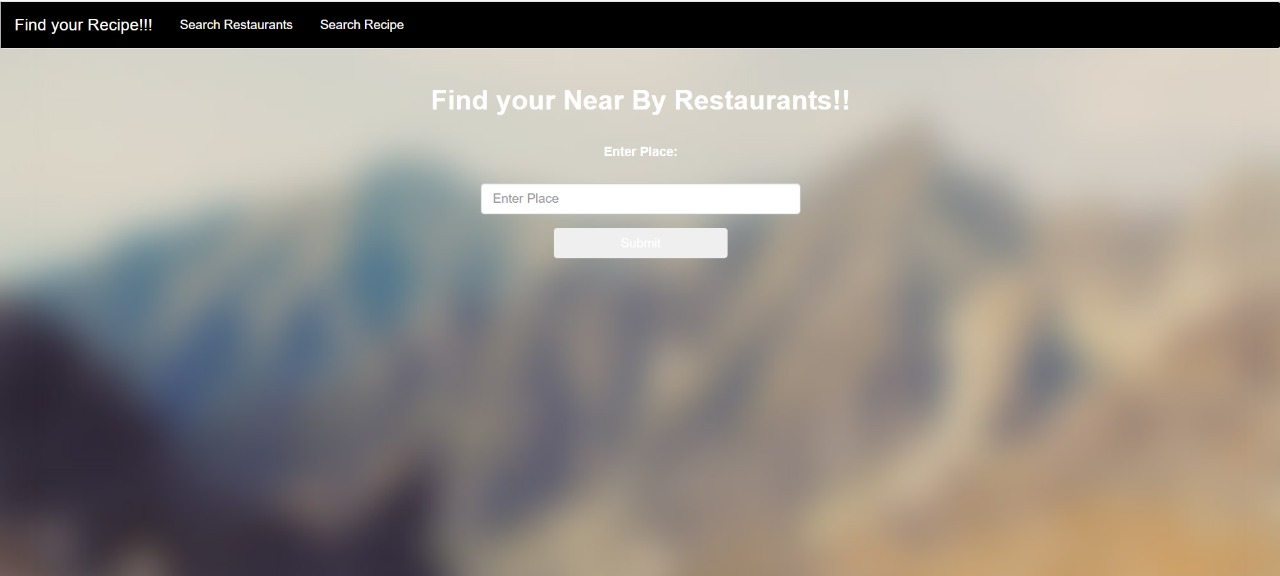 Find your Recipe!!! Search Restaurants Search Recipe
Find your Near By Restaurants!!
Enter Place:
Enter Place
Submit